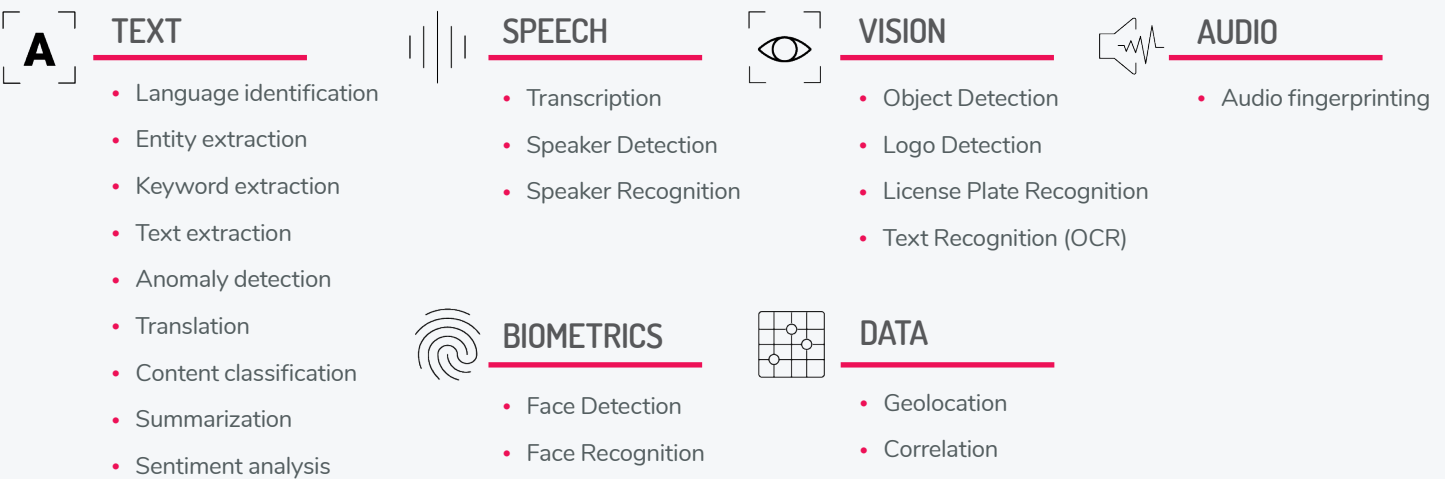 A
TEXT
Language identification
Entity extraction
Keyword extraction
Text extraction
Anomaly detection
Translation
Content classification
Summarization
Sentiment analysis
SPEECH
Transcription
Speaker Detection
Speaker Recognition
VISION
Object Detection
Logo Detection
License Plate Recognition
Text Recognition (OCR)
AUDIO
Audio fingerprinting
BIOMETRICS
Face Detection
Face Recognition
DATA
Geolocation
Correlation